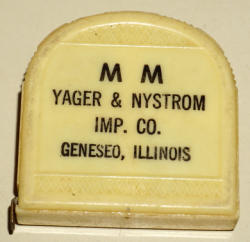 M M
YAGER & NYSTROM
IMP. CO.
GENESEO, ILLINOIS